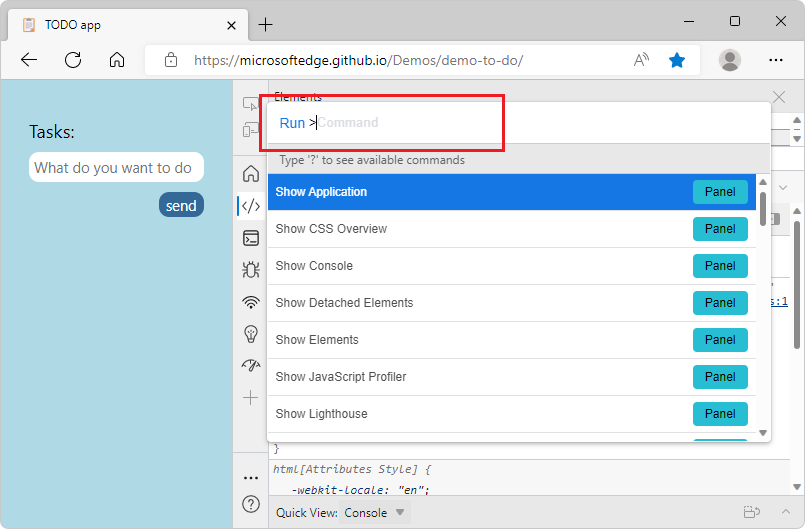 TODO app
https://microsoftedge.github.io/Demos/demo-to-do/
Tasks:
What do you want to do
send
Elements
Run >Command
Type '?' to see available commands
Show Application Panel
Show CSS Overview Panel
Show Console Panel
Show Detached Elements Panel
Show Elements Panel
Show JavaScript Profiler Panel
Show Lighthouse Panel
s:1
}
html[Attributes Style] {
-webkit-locale: "en";
Quick View: Console